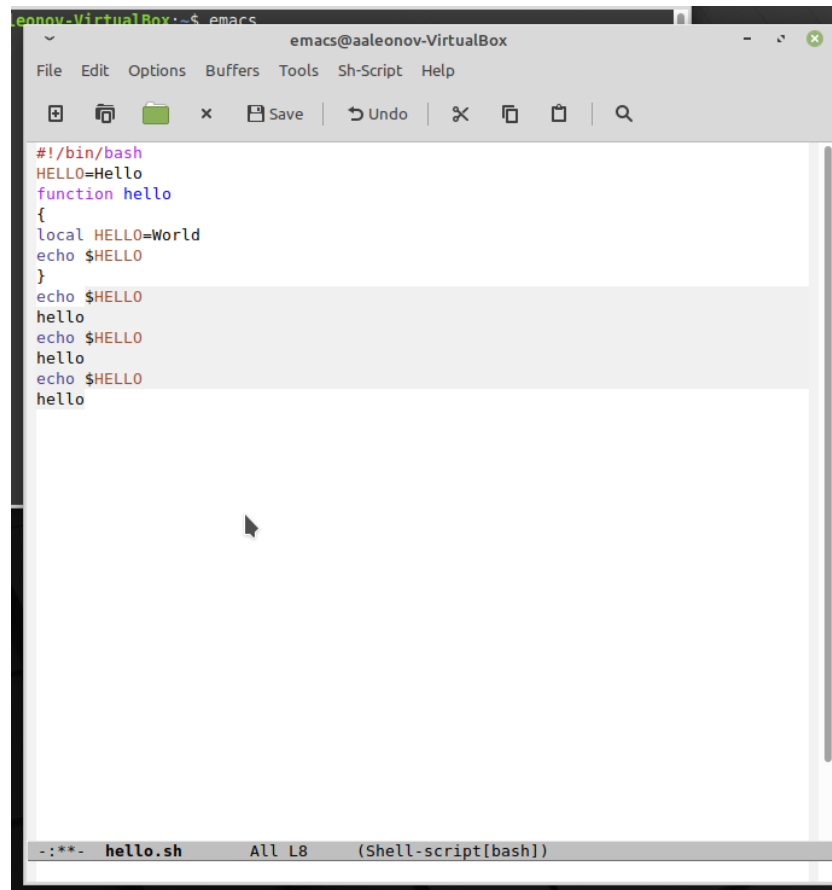 leonov-VirtualBox:~$ emacs
emacs@aaleonov-VirtualBox
File Edit Options Buffers Tools Sh-Script Help
Save Undo
#!/bin/bash
HELLO=Hello
function hello
{
local HELLO=World
echo $HELLO
}
echo $HELLO
hello
echo $HELLO
hello
echo $HELLO
hello
-:**- hello.sh All L8 (Shell-script[bash])